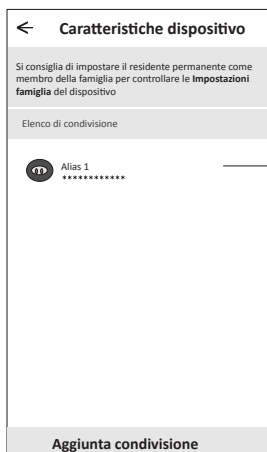 Caratteristiche dispositivo
Si consiglia di impostare il residente permanente come
membro della famiglia per controllare le Impostazioni
famiglia del dispositivo
Elenco di condivisione
Alias 1
************
Aggiunta condivisione